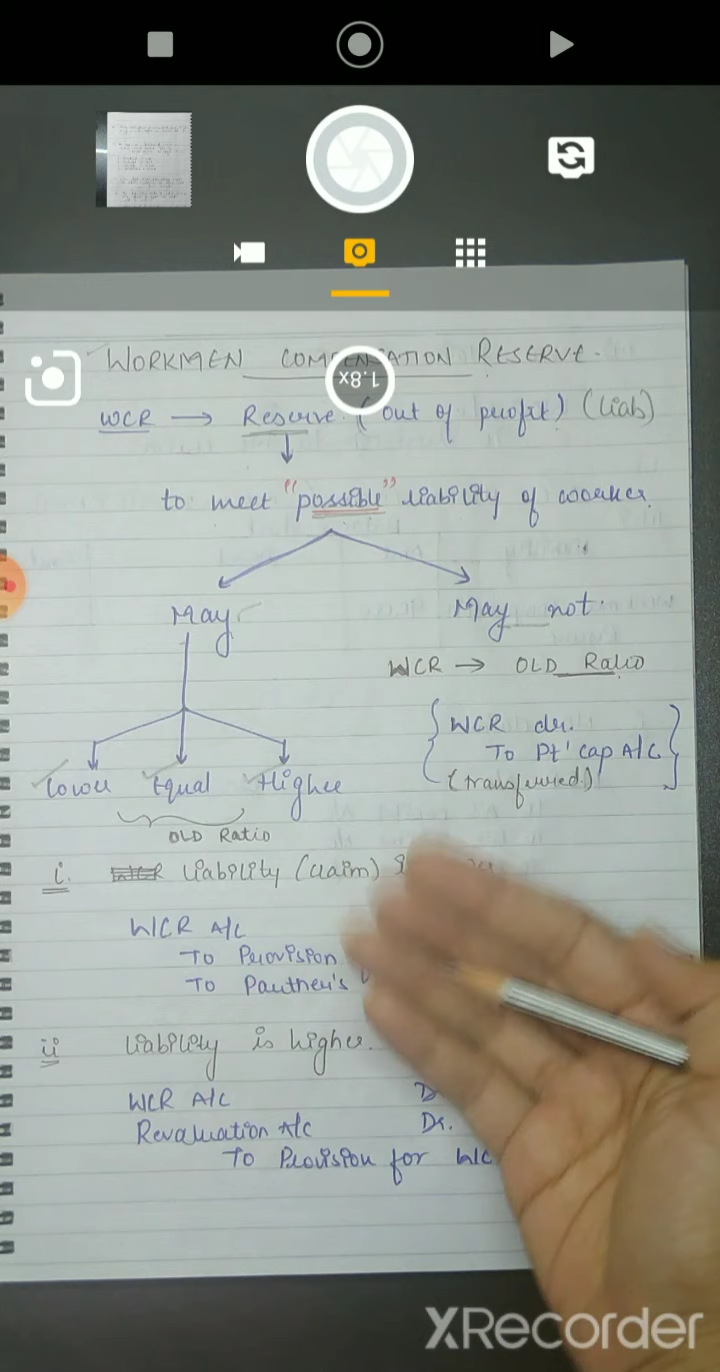 WORKMEN COMPENSATION RESERVE.
1.8X
WCR → Reserve (out of profit) (Liab)
to meet "possible" liability of worker.
May
May not.
WCR → OLD Ratio
WCR dr.
To Pt' Cap A/C
(transferred)
Lower Equal Higher
OLD Ratio
i. Liability (Claim)
WCR A/c
To Provision
To Partner's
ii Liability is higher.
WCR A/c D
Revaluation A/c Dr.
To Provision for WC
XRecorder